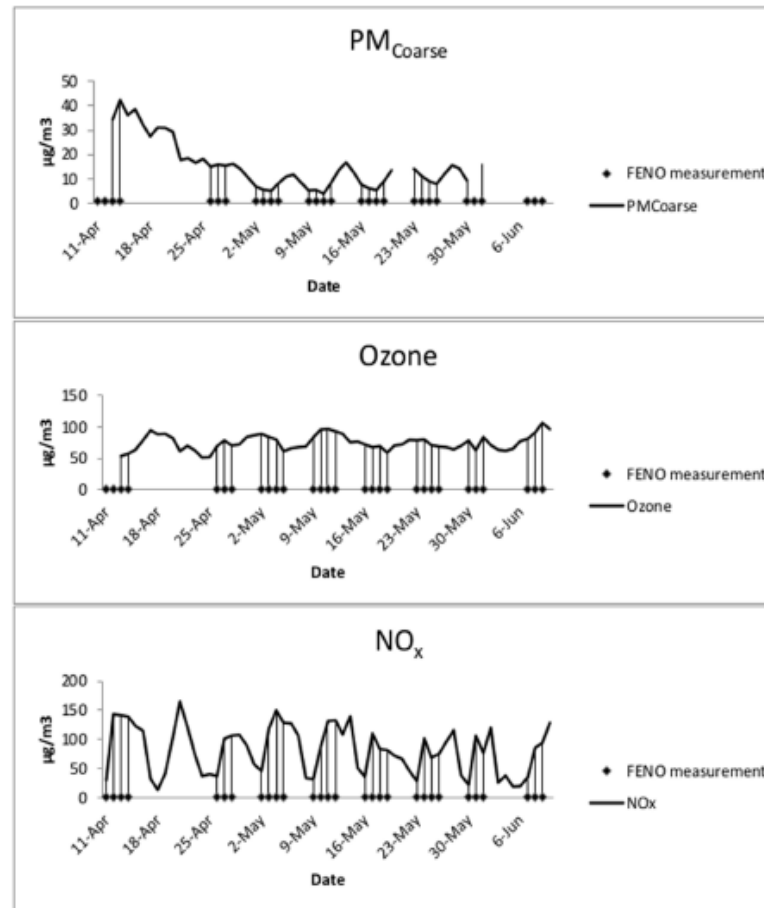 PM_Coarse
50
40
30
20
10
0
µg/m3
11-Apr
18-Apr
25-Apr
2-May
9-May
16-May
23-May
30-May
6-Jun
Date
FENO measurement
PMCoarse
Ozone
150
100
50
0
µg/m3
11-Apr
18-Apr
25-Apr
2-May
9-May
16-May
23-May
30-May
6-Jun
Date
FENO measurement
Ozone
NOx
200
150
100
50
0
µg/m3
11-Apr
18-Apr
25-Apr
2-May
9-May
16-May
23-May
30-May
6-Jun
Date
FENO measurement
NOx